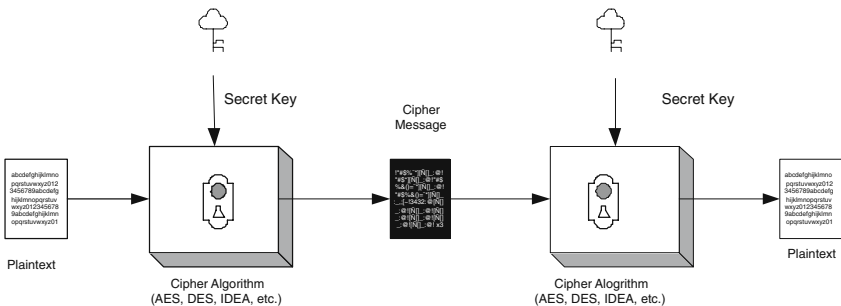 Secret Key
Secret Key
Cipher
Message
abcdefghijklmno
pqrstuvwxyz012
3456789abcdefg
hijklmnopqrstuv
wxyz012345678
9abcdefghijklmn
opqrstuvwxyz01
abcdefghijklmno
pqrstuvwxyz012
3456789abcdefg
hijklmnopqrstuv
wxyz012345678
9abcdefghijklmn
opqrstuvwxyz01
Plaintext
Plaintext
Cipher Algorithm
(AES, DES, IDEA, etc.)
Cipher Alogrithm
(AES, DES, IDEA, etc.)